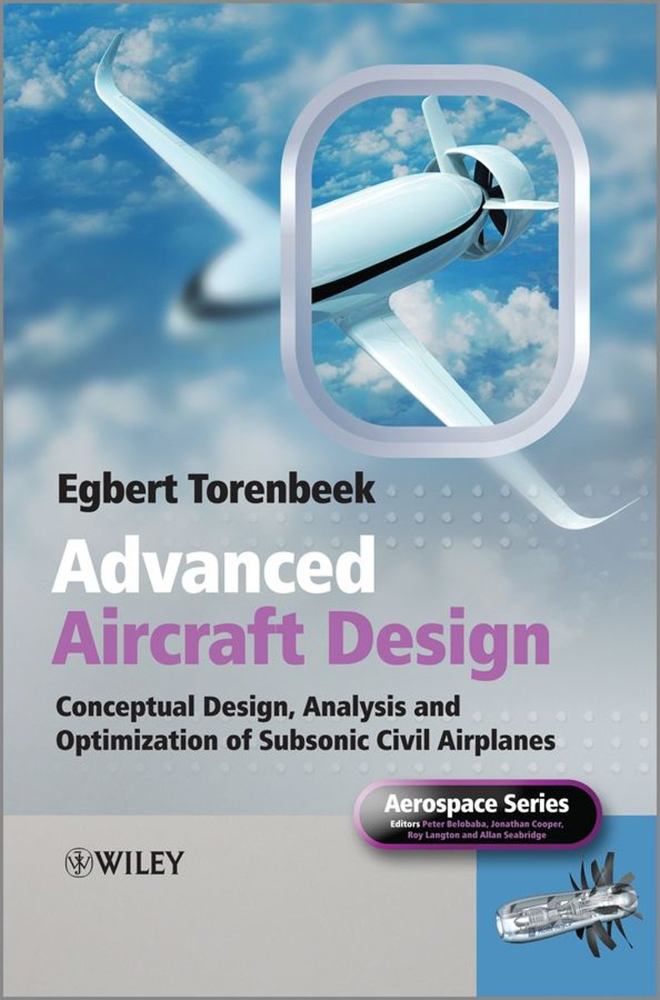 Egbert Torenbeek
Advanced
Aircraft Design
Conceptual Design, Analysis and
Optimization of Subsonic Civil Airplanes
Aerospace Series
Editors Peter Belobaba, Jonathan Cooper,
Roy Langton and Allan Seabridge
WILEY